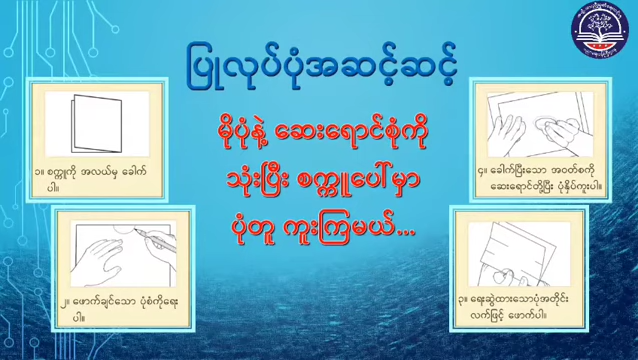 ပြုလုပ်ပုံအဆင့်ဆင့်
မိုပုံနဲ့ ဆေးရောင်စုံကို
သုံးပြီး စက္ကူပေါ်မှာ
ပုံတူ ကူးကြမယ်...
၁။ စက္ကူကို အလယ်မှ ခေါက်
ပါ။
၂။ ဖောက်ချင်သော ပုံစံကိုရေး
ပါ။
၃။ ရေးဆွဲထားသောပုံအတိုင်း
လက်ဖြင့် ဖောက်ပါ။
၄။ ခေါက်ပြီးသော အဝတ်စကို
ဆေးရောင်တို့ပြီး ပုံနှိပ်ကူးပါ။